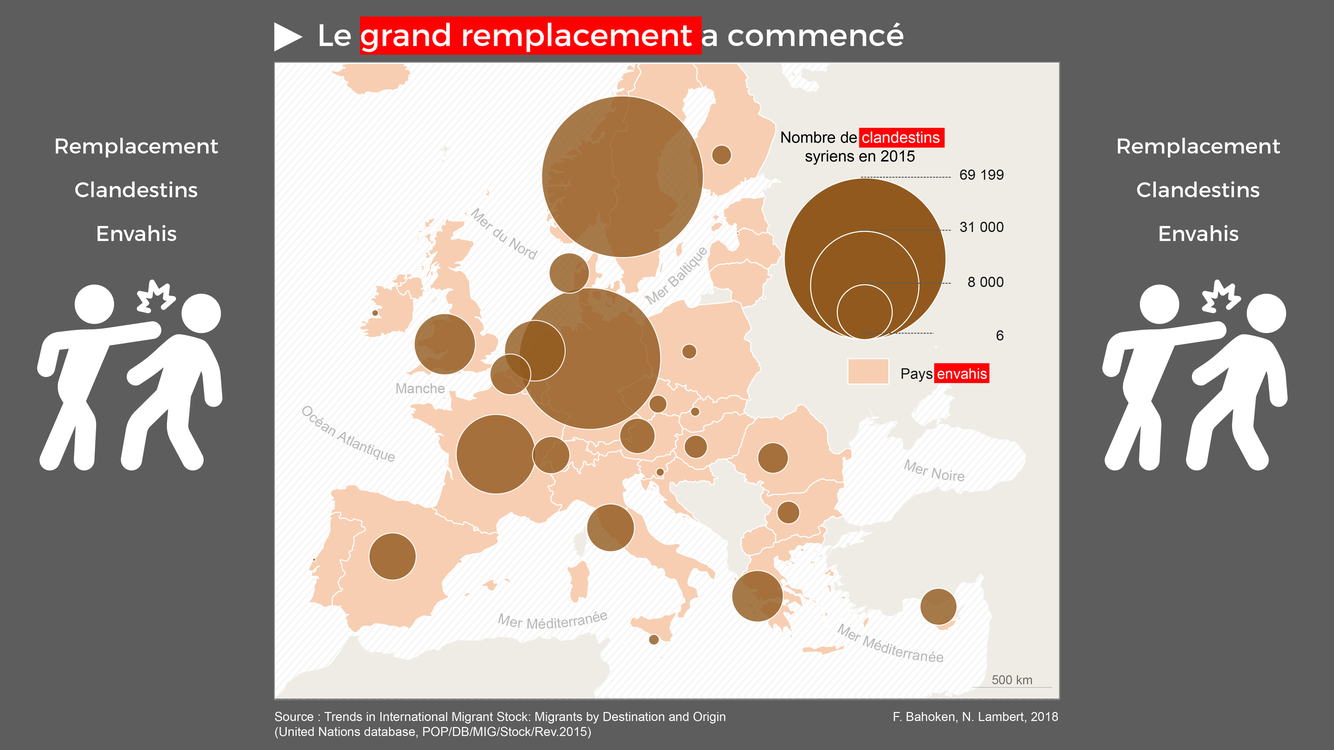 Le grand remplacement a commencé
Remplacement
Clandestins
Envahis
Nombre de clandestins
syriens en 2015
69 199
31 000
8 000
6
Pays envahis
Mer du Nord
Mer Baltique
Manche
Océan Atlantique
Mer Noire
Mer Méditerranée
Mer Méditerranée
500 km
Remplacement
Clandestins
Envahis
Source : Trends in International Migrant Stock: Migrants by Destination and Origin
(United Nations database, POP/DB/MIG/Stock/Rev.2015)
F. Bahoken, N. Lambert, 2018